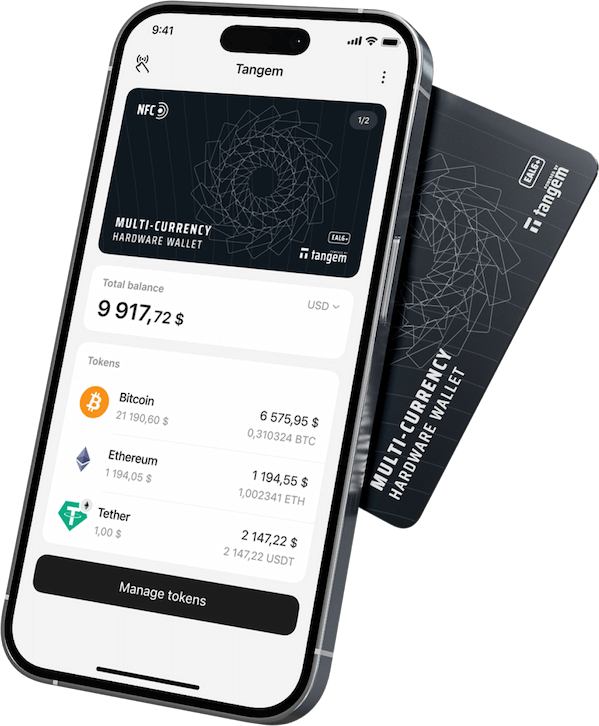 9:41
Tangem
NFC
1/2
MULTI-CURRENCY
HARDWARE WALLET
EAL6+
tangem
Total balance
USD
9 917,72 $
Tokens
Bitcoin
6 575,95 $
21 190,60 $
0,310324 BTC
Ethereum
1 194,55 $
1 194,05 $
1,002341 ETH
Tether
2 147,22 $
1,00 $
2 147,22 USDT
Manage tokens
EAL6+
POWERED BY
tangem
MULTI-CURRENCY
HARDWARE WALLET